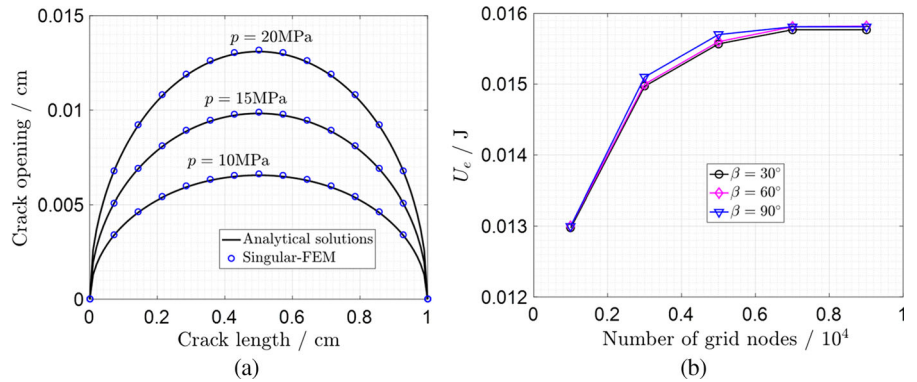 0.015
0.01
0.005
0
Crack opening / cm
p = 20MPa
p = 15MPa
p = 10MPa
Analytical solutions
Singular-FEM
0 0.2 0.4 0.6 0.8 1
Crack length / cm
(a)
0.016
0.015
0.014
0.013
0.012
U_e / J
β = 30°
β = 60°
β = 90°
0 0.2 0.4 0.6 0.8 1
Number of grid nodes / 10⁴
(b)